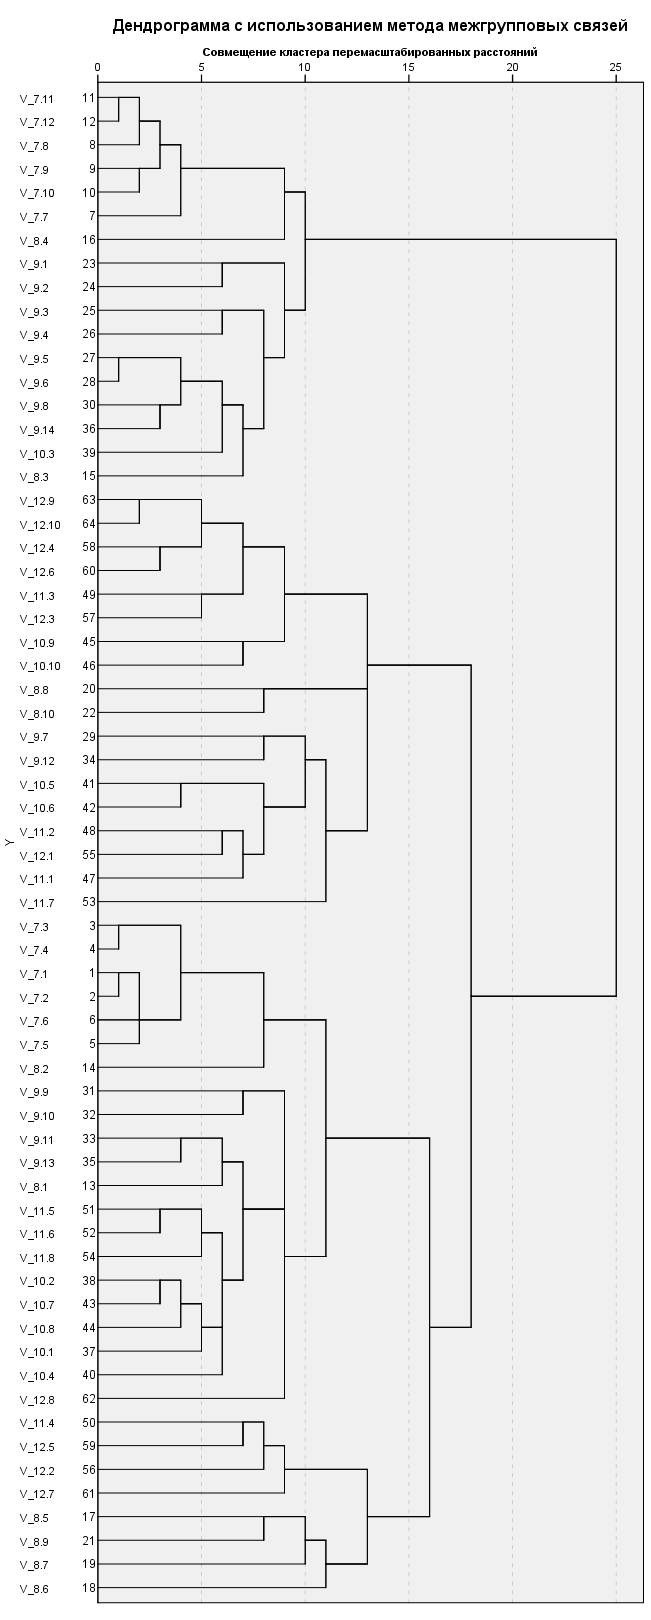 Дендрограмма с использованием метода межгрупповых связей
Совмещение кластера перемасштабированных расстояний
0 5 10 15 20 25
V_7.11 11
V_7.12 12
V_7.8 8
V_7.9 9
V_7.10 10
V_7.7 7
V_8.4 16
V_9.1 23
V_9.2 24
V_9.3 25
V_9.4 26
V_9.5 27
V_9.6 28
V_9.8 30
V_9.14 36
V_10.3 39
V_8.3 15
V_12.9 63
V_12.10 64
V_12.4 58
V_12.6 60
V_11.3 49
V_12.3 57
V_10.9 45
V_10.10 46
V_8.8 20
V_8.10 22
V_9.7 29
V_9.12 34
V_10.5 41
V_10.6 42
V_11.2 48
Y
V_12.1 55
V_11.1 47
V_11.7 53
V_7.3 3
V_7.4 4
V_7.1 1
V_7.2 2
V_7.6 6
V_7.5 5
V_8.2 14
V_9.9 31
V_9.10 32
V_9.11 33
V_9.13 35
V_8.1 13
V_11.5 51
V_11.6 52
V_11.8 54
V_10.2 38
V_10.7 43
V_10.8 44
V_10.1 37
V_10.4 40
V_12.8 62
V_11.4 50
V_12.5 59
V_12.2 56
V_12.7 61
V_8.5 17
V_8.9 21
V_8.7 19
V_8.6 18